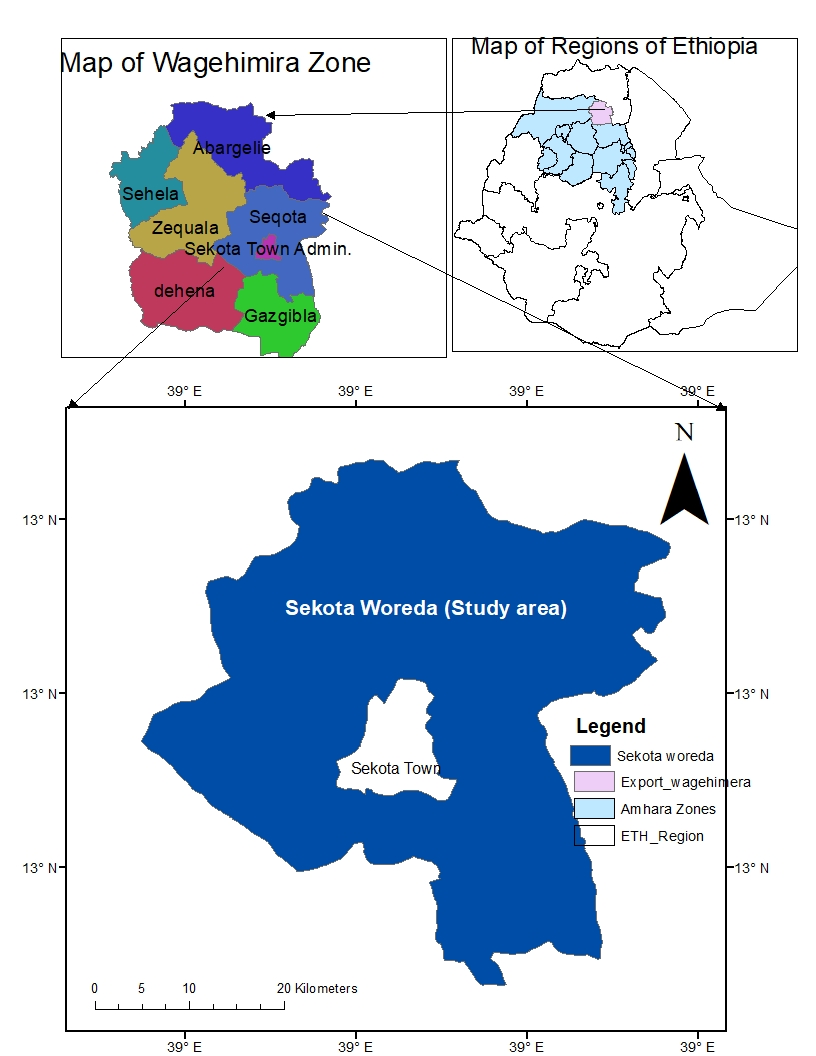 Map of Wagehimira Zone
Abargelie
Sehela
Seqota
Zequala
Sekota Town Admin.
dehena
Gazgibla
Map of Regions of Ethiopia
39° E 39° E 39° E 39° E
N
13° N 13° N
Sekota Woreda (Study area)
13° N 13° N
Legend
Sekota woreda
Sekota Town
Export_wagehimera
Amhara Zones
ETH_Region
13° N 13° N
0 5 10 20 Kilometers
39° E 39° E 39° E 39° E